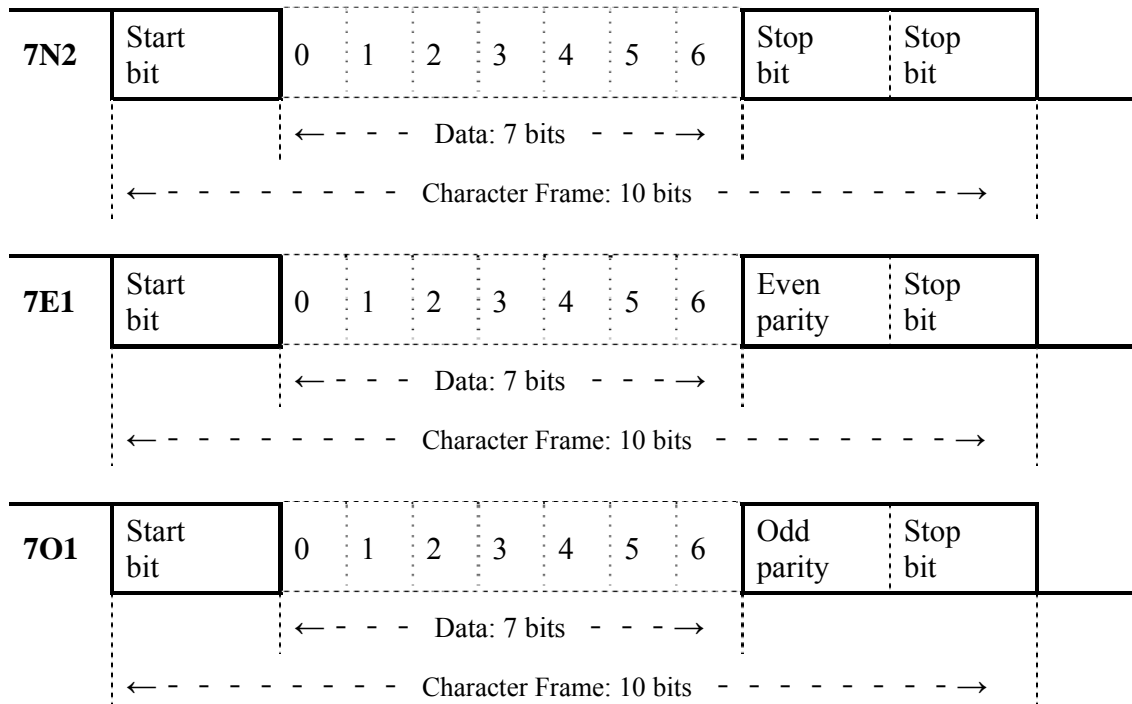 7N2 Start bit 0 1 2 3 4 5 6 Stop bit Stop bit
← - - - Data: 7 bits - - - →
← - - - - - - - - Character Frame: 10 bits - - - - - - - - →
7E1 Start bit 0 1 2 3 4 5 6 Even parity Stop bit
← - - - Data: 7 bits - - - →
← - - - - - - - - Character Frame: 10 bits - - - - - - - - →
7O1 Start bit 0 1 2 3 4 5 6 Odd parity Stop bit
← - - - Data: 7 bits - - - →
← - - - - - - - - Character Frame: 10 bits - - - - - - - - →